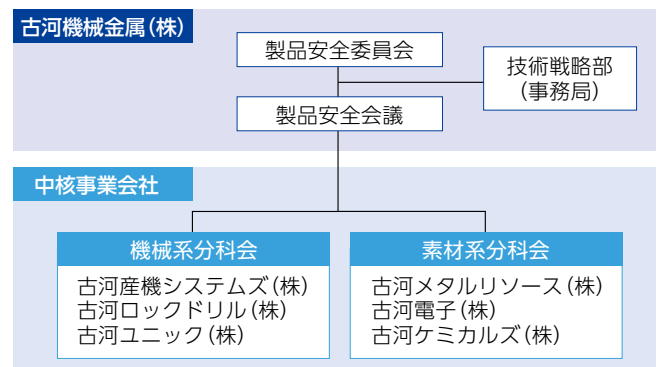 古河機械金属(株)
製品安全委員会
技術戦略部
(事務局)
製品安全会議
中核事業会社
機械系分科会
古河産機システムズ(株)
古河ロックドリル(株)
古河ユニック(株)
素材系分科会
古河メタルリソース(株)
古河電子(株)
古河ケミカルズ(株)